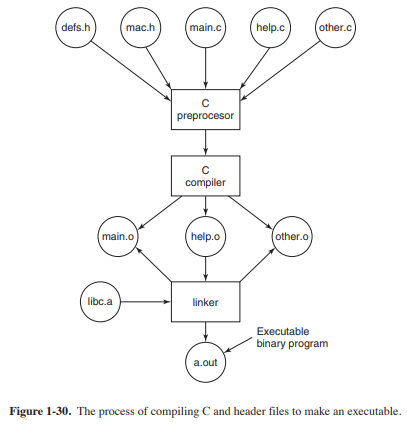 defs.h
mac.h
main.c
help.c
other.c
C
preprocesor
C
compiler
main.o
help.o
other.o
libc.a
linker
Executable
binary program
a.out
Figure 1-30. The process of compiling C and header files to make an executable.